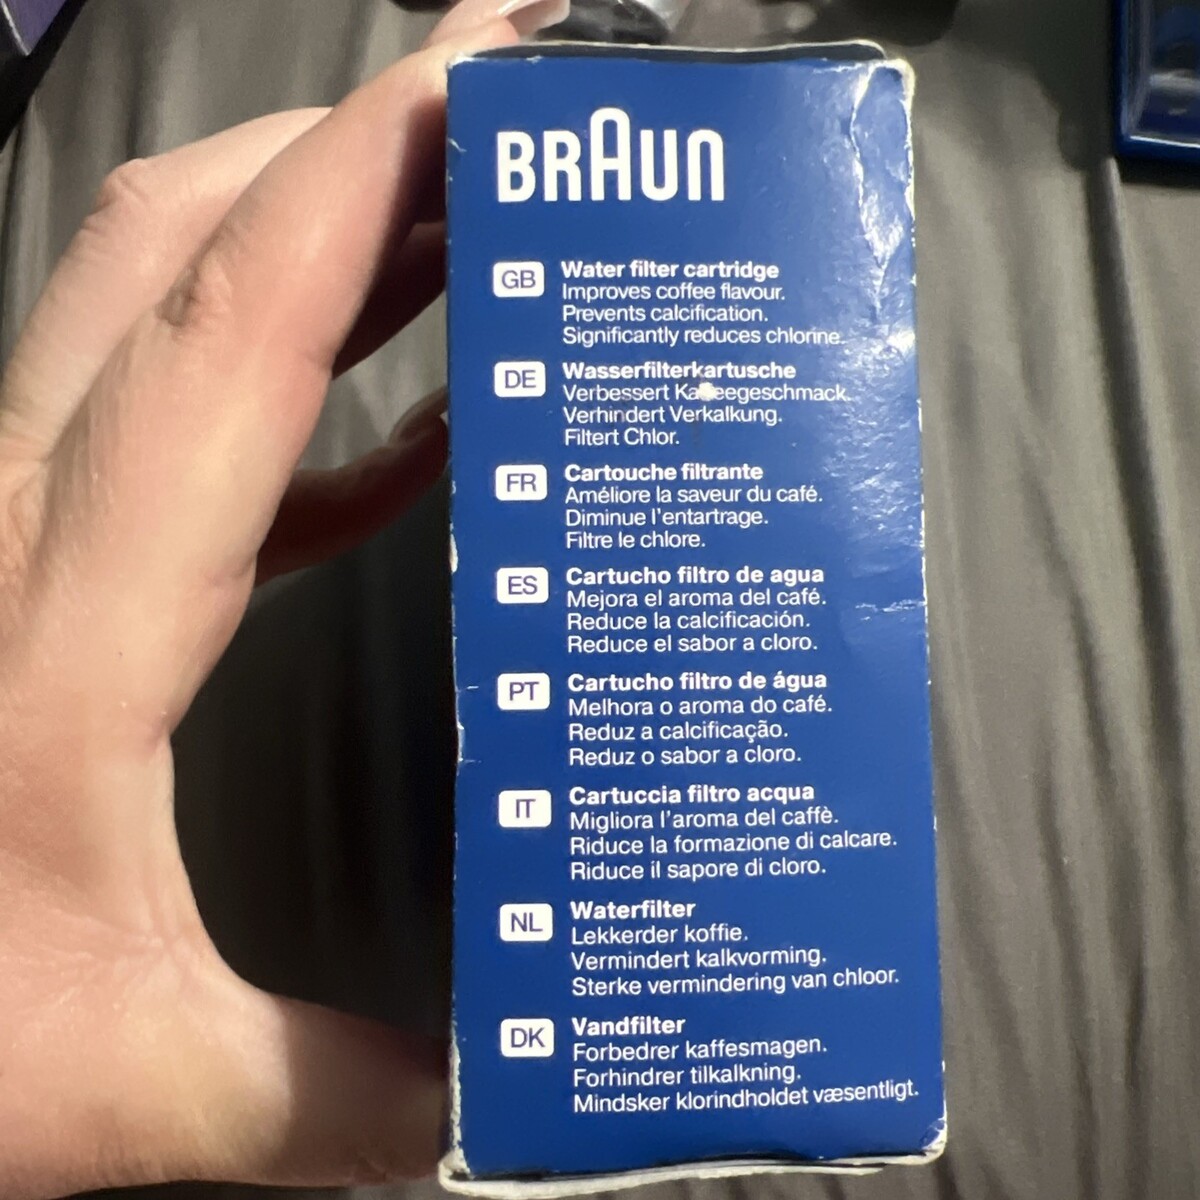 BRAUN
GB Water filter cartridge
Improves coffee flavour.
Prevents calcification.
Significantly reduces chlorine.
DE Wasserfilterkartusche
Verbessert Kaffeegeschmack.
Verhindert Verkalkung.
Filtert Chlor.
FR Cartouche filtrante
Améliore la saveur du café.
Diminue l'entartrage.
Filtre le chlore.
ES Cartucho filtro de agua
Mejora el aroma del café.
Reduce la calcificación.
Reduce el sabor a cloro.
PT Cartucho filtro de água
Melhora o aroma do café.
Reduz a calcificação.
Reduz o sabor a cloro.
IT Cartuccia filtro acqua
Migliora l'aroma del caffè.
Riduce la formazione di calcare.
Riduce il sapore di cloro.
NL Waterfilter
Lekkerder koffie.
Vermindert kalkvorming.
Sterke vermindering van chloor.
DK Vandfilter
Forbedrer kaffesmagen.
Forhindrer tilkalkning.
Mindsker klorindholdet væsentligt.